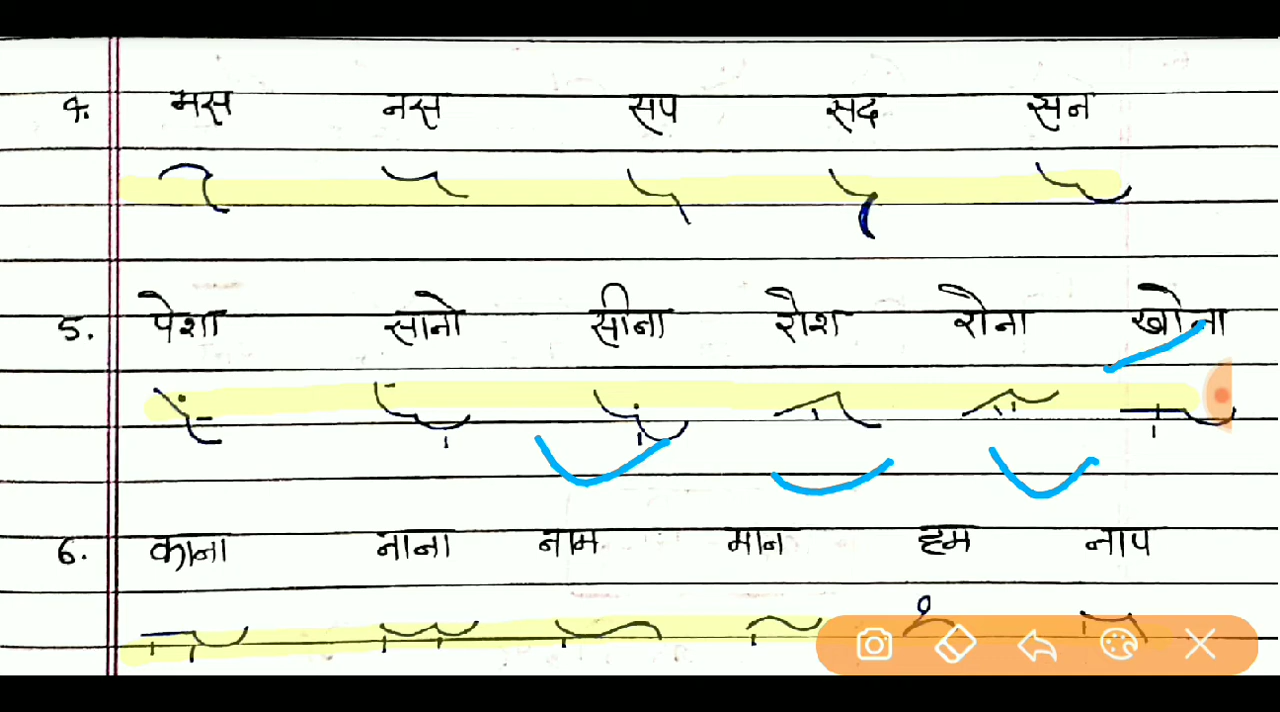 4. मस नस सप सद सन
5. पेशा सानो सीना रोश रोना खोना
6. काना नाना नाम मान हम नाप